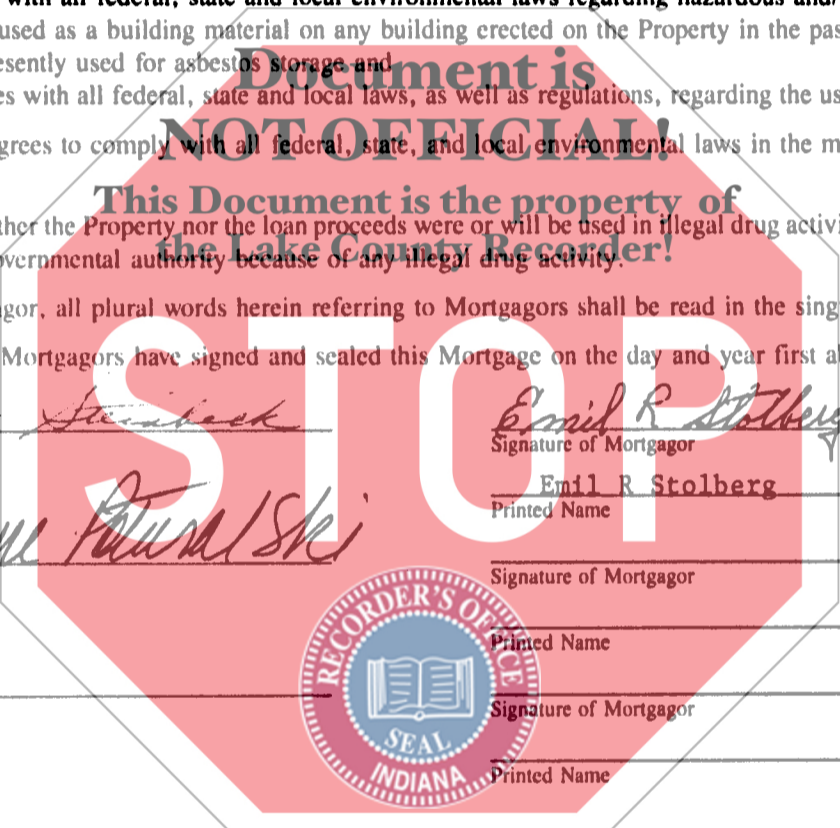 with all federal, state and local environmental laws regarding hazardous and/
used as a building material on any building erected on the Property in the pas
esently used for asbestos storage and
Document is
es with all federal, state and local laws, as well as regulations, regarding the us
NOT OFFICIAL!
grees to comply with all federal, state, and local environmental laws in the m
This Document is the property of
ther the Property nor the loan proceeds were or will be used in illegal drug activi
the Lake County Recorder!
overnmental authority because of any illegal drug activity.
gor, all plural words herein referring to Mortgagors shall be read in the sing
Mortgagors have signed and sealed this Mortgage on the day and year first a
STOP
Emil R Stolberg
Signature of Mortgagor
Emil R Stolberg
Printed Name
Signature of Mortgagor
RECORDER'S OFFICE
Printed Name
Signature of Mortgagor
SEAL
INDIANA
Printed Name